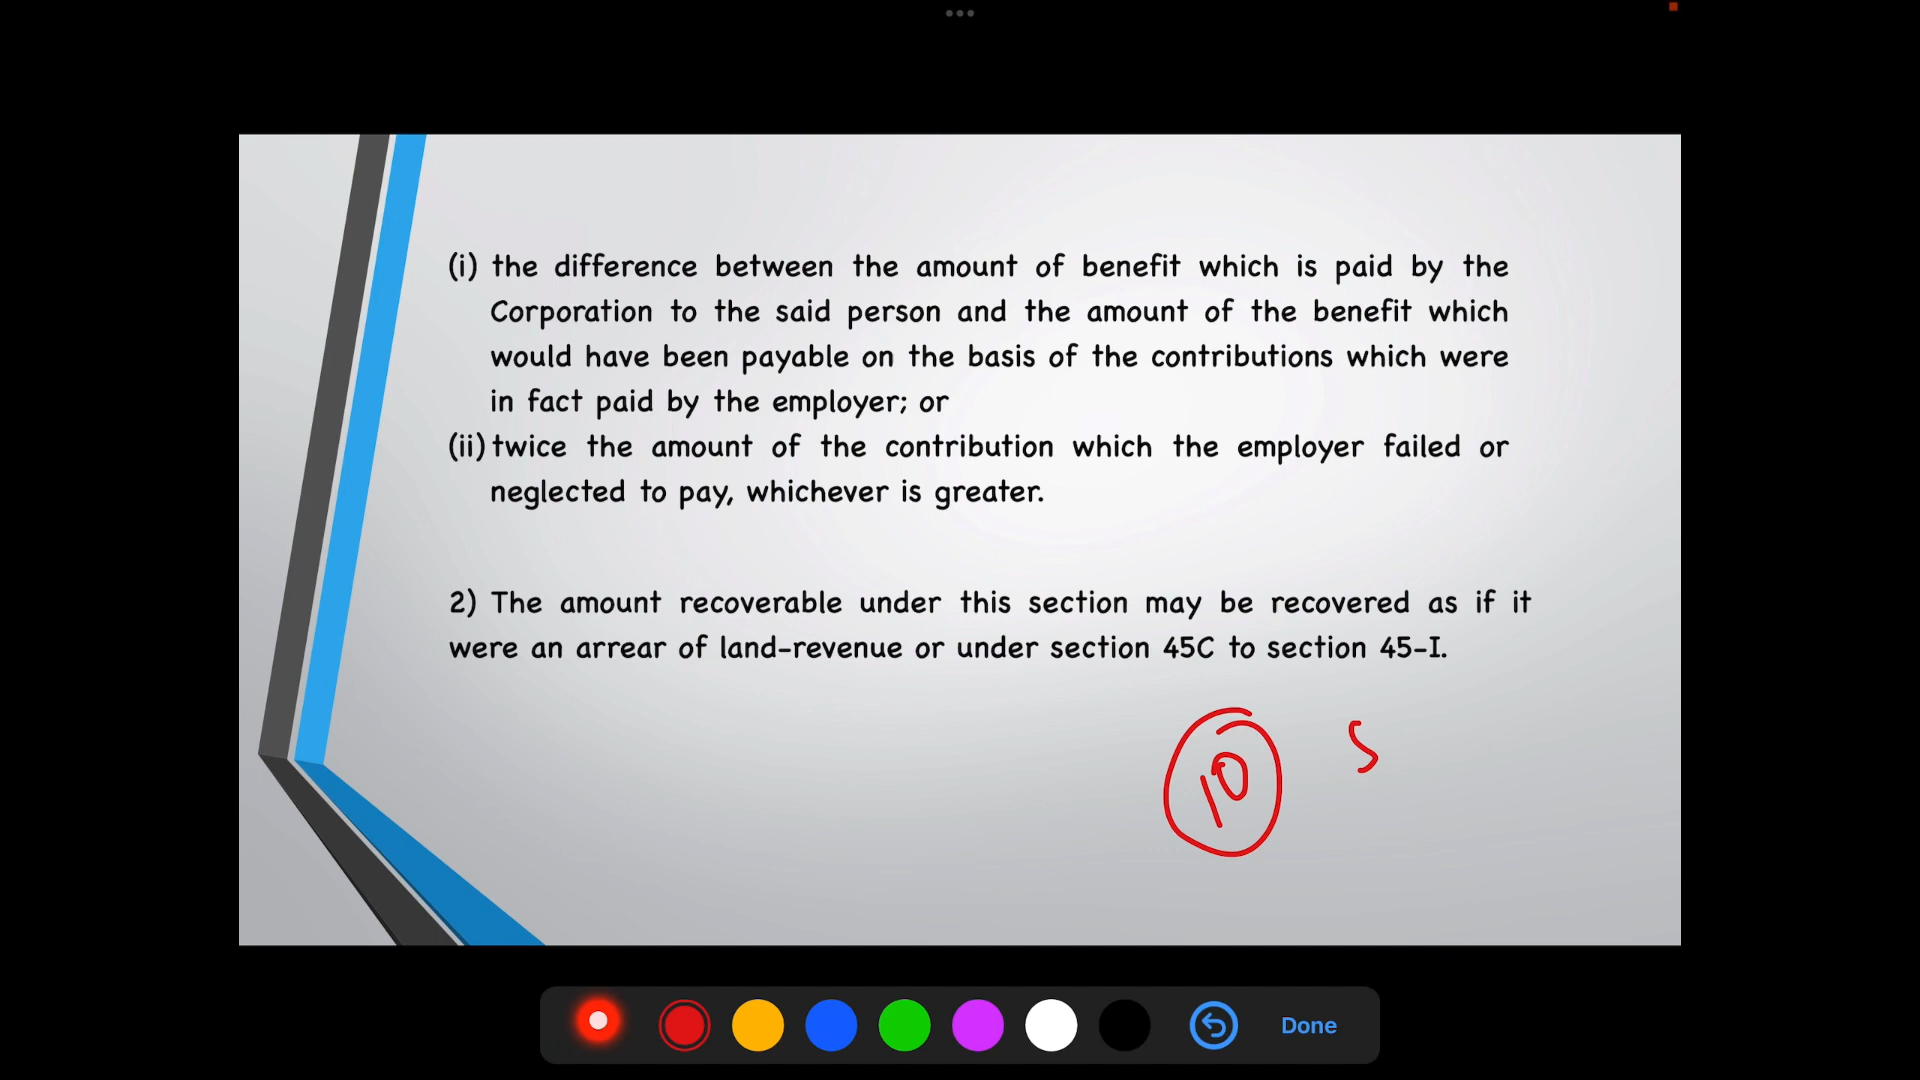 (i) the difference between the amount of benefit which is paid by the
Corporation to the said person and the amount of the benefit which
would have been payable on the basis of the contributions which were
in fact paid by the employer; or
(ii) twice the amount of the contribution which the employer failed or
neglected to pay, whichever is greater.
2) The amount recoverable under this section may be recovered as if it
were an arrear of land-revenue or under section 45C to section 45-I.
10 5
Done